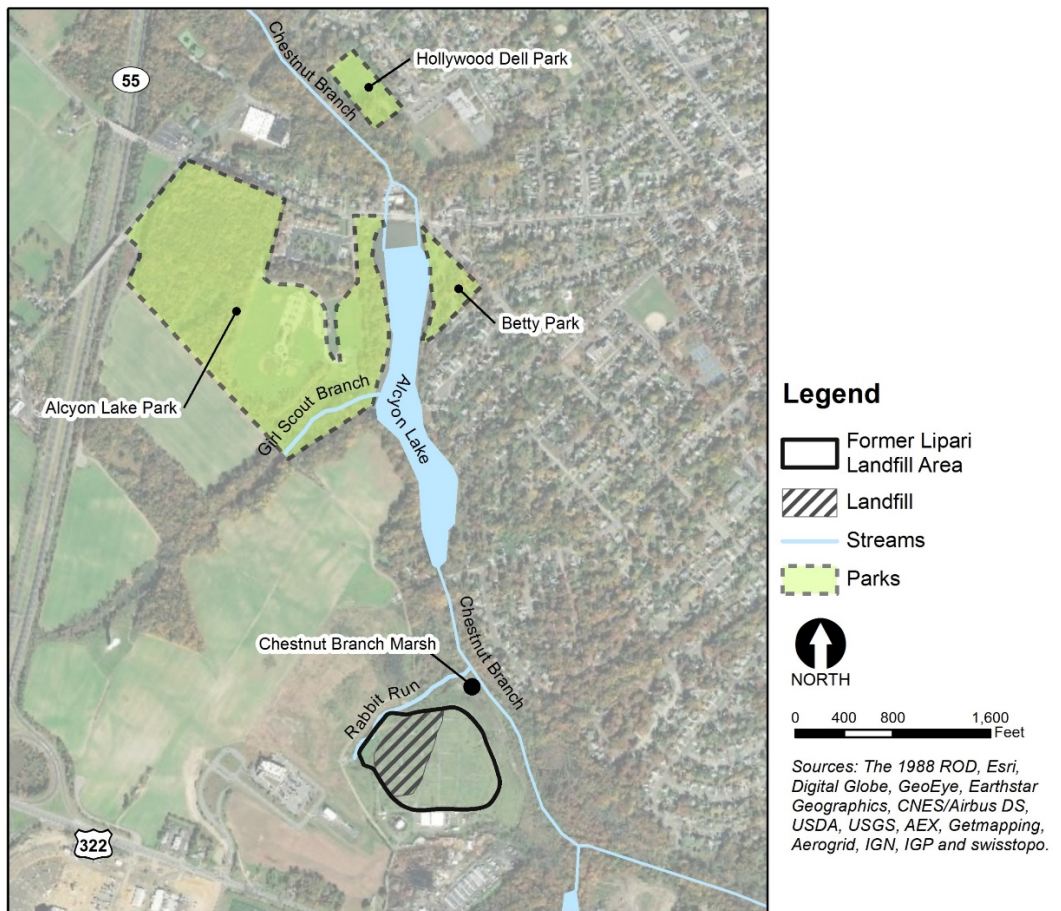 Chestnut Branch
Hollywood Dell Park
55
Betty Park
Alcyon Lake Park
Girl Scout Branch
Alcyon Lake
Chestnut Branch Marsh
Chestnut Branch
Rabbit Run
322
Legend
Former Lipari
Landfill Area
Landfill
Streams
Parks
NORTH
0 400 800 1,600
Feet
Sources: The 1988 ROD, Esri,
Digital Globe, GeoEye, Earthstar
Geographics, CNES/Airbus DS,
USDA, USGS, AEX, Getmapping,
Aerogrid, IGN, IGP and swisstopo.